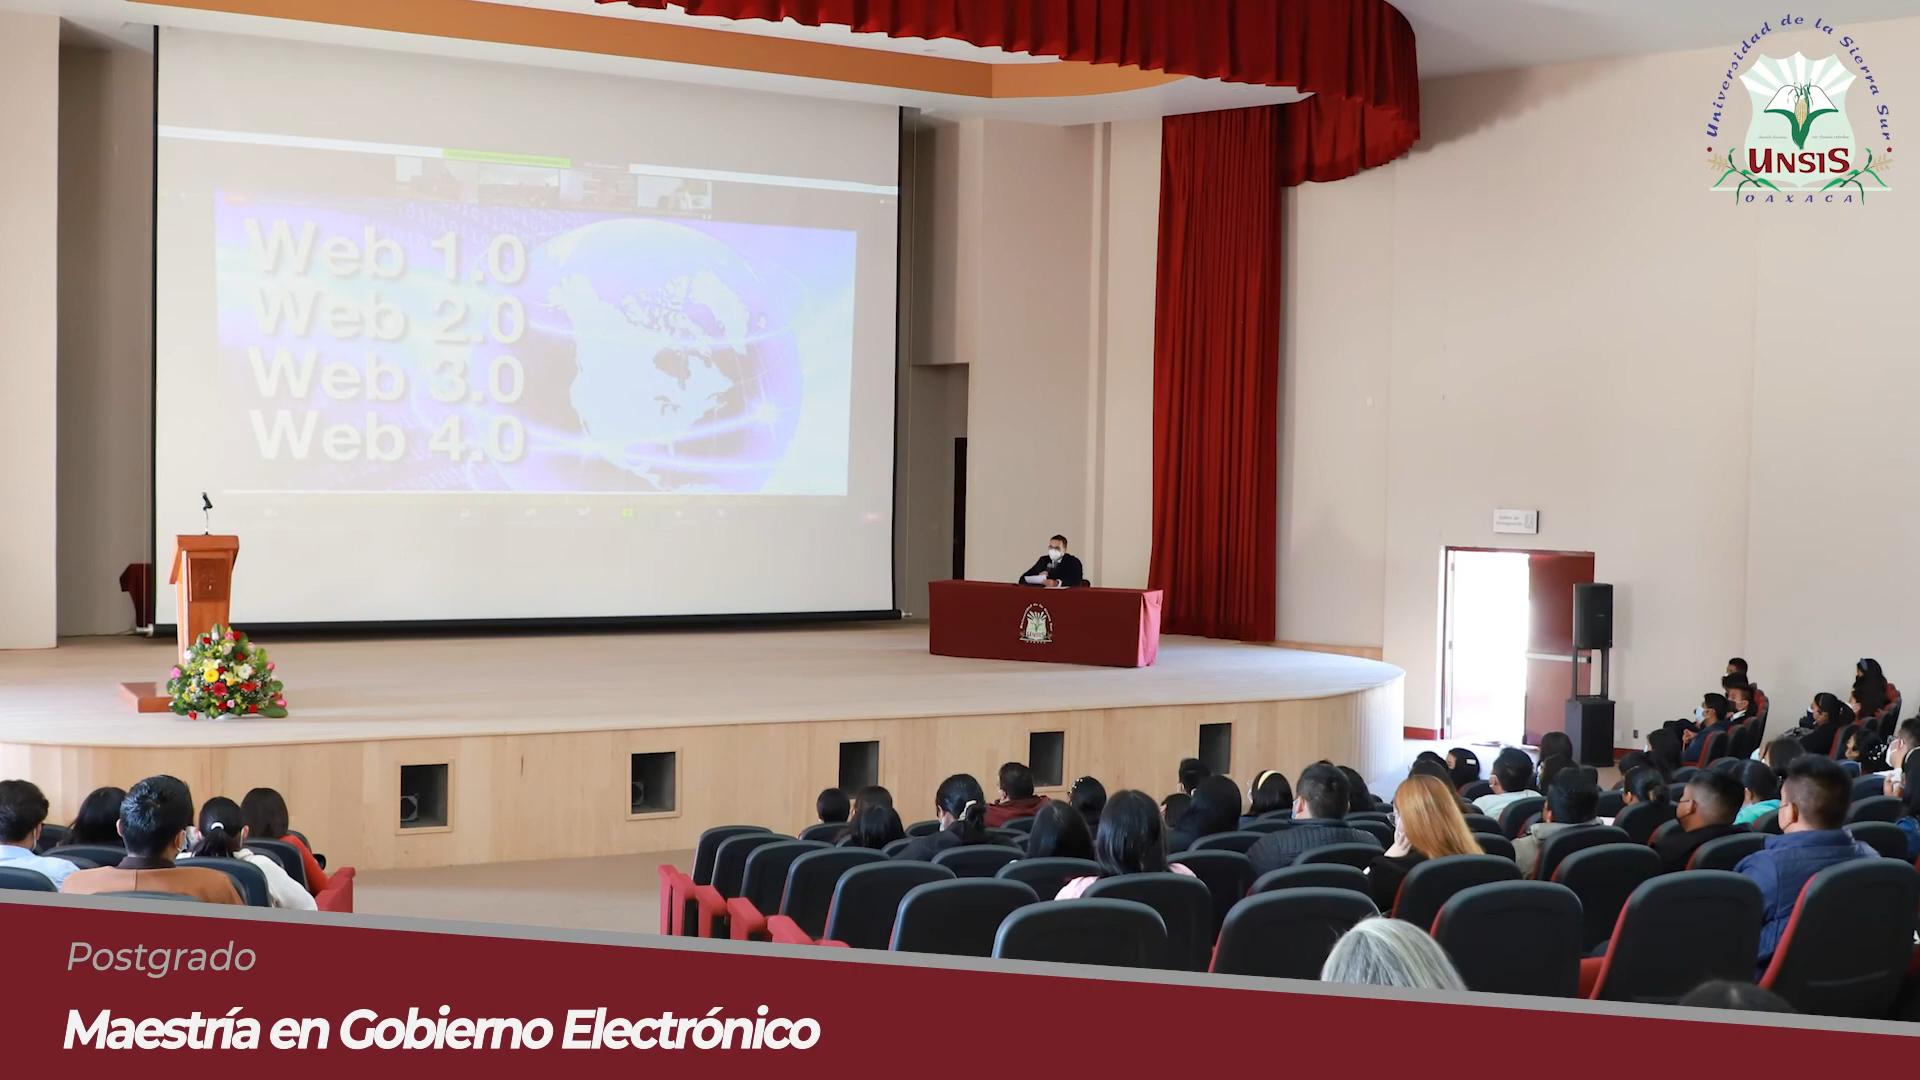 Universidad de la Sierra Sur
UNSIS
OAXACA
Web 1.0
Web 2.0
Web 3.0
Web 4.0
Postgrado
Maestría en Gobierno Electrónico